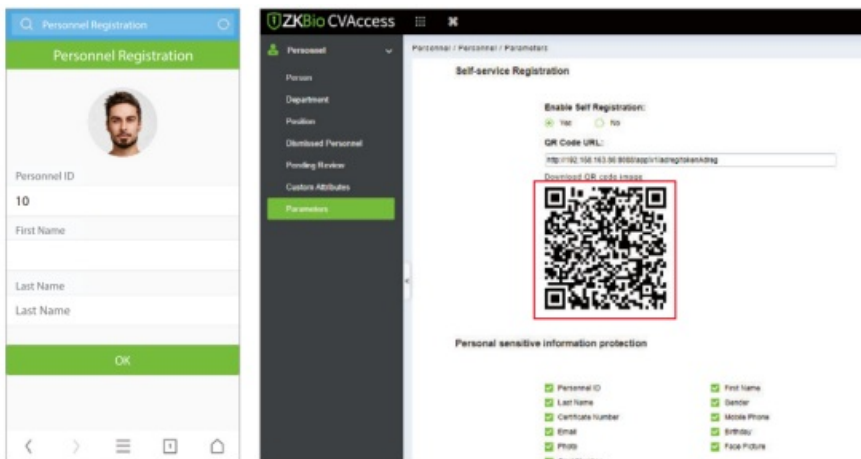 Personnel Registration
Personnel Registration
Personnel ID
10
First Name
Last Name
Last Name
OK
1
ZKBio CVAccess
Personnel
Person
Department
Position
Dismissed Personnel
Pending Review
Custom Attributes
Parameters
Personnel / Personnel / Parameters
Self-service Registration
Enable Self Registration:
Yes No
QR Code URL:
Download QR code image
Personal sensitive information protection
Personnel ID First Name
Last Name Gender
Certificate Number Mobile Phone
Email Birthday
Photo Face Picture